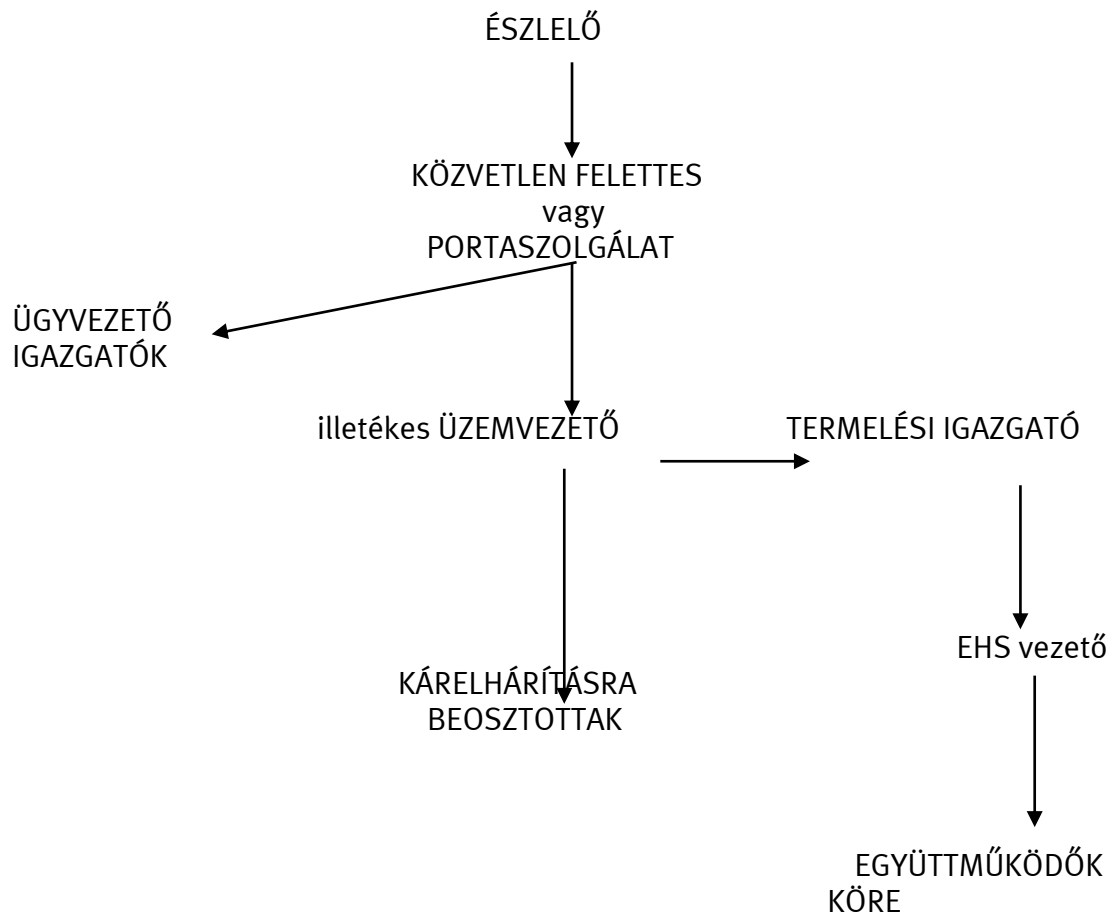 ÉSZLELŐ
KÖZVETLEN FELETTES
vagy
PORTASZOLGÁLAT
ÜGYVEZETŐ
IGAZGATÓK
illetékes ÜZEMVEZETŐ
TERMELÉSI IGAZGATÓ
EHS vezető
KÁRELHÁRÍTÁSRA
BEOSZTOTTAK
EGYÜTTMŰKÖDŐK
KÖRE